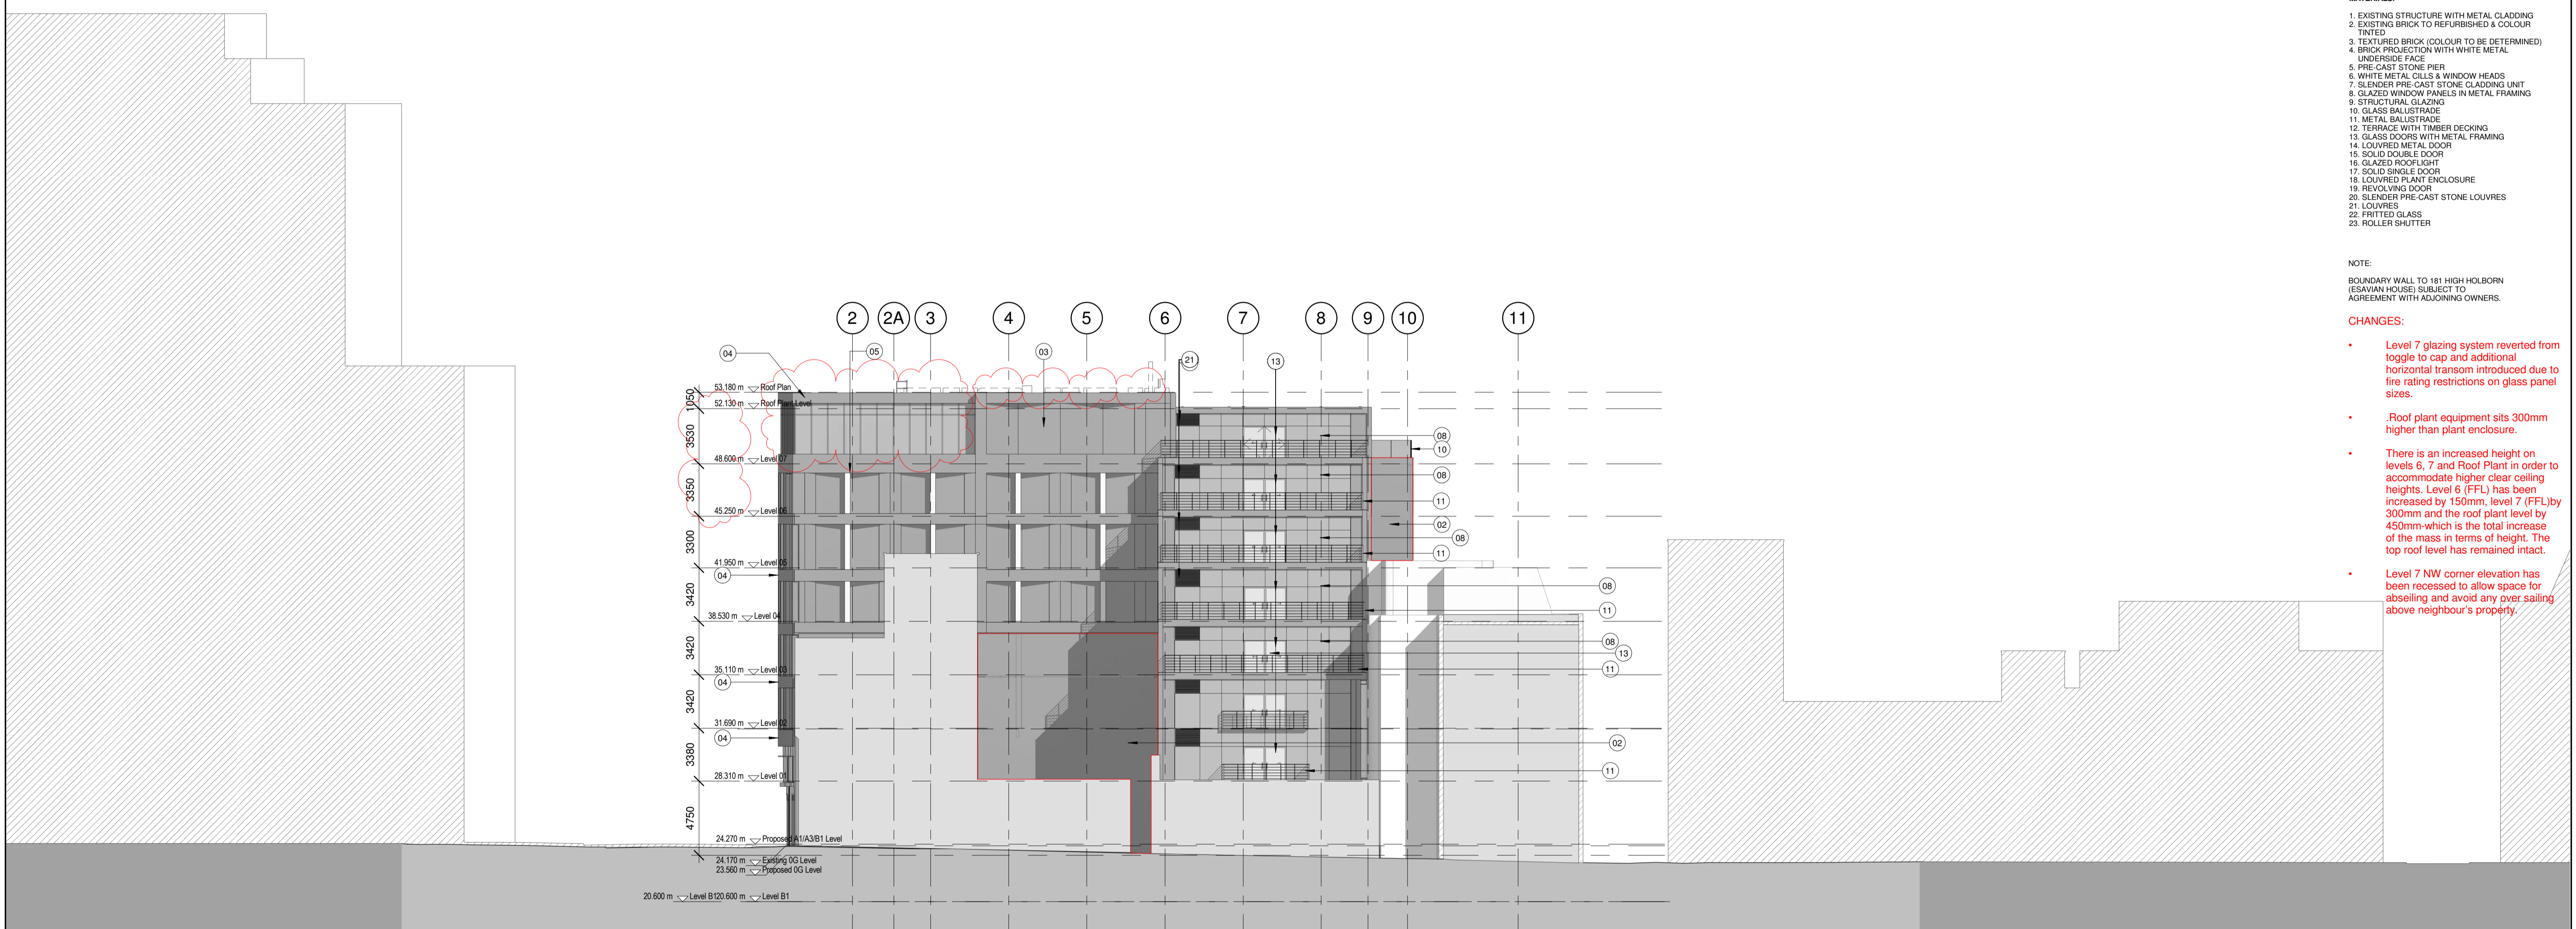 1. EXISTING STRUCTURE WITH METAL CLADDING
2. EXISTING BRICK TO REFURBISHED & COLOUR
TINTED
3. TEXTURED BRICK (COLOUR TO BE DETERMINED)
4. BRICK PROJECTION WITH WHITE METAL
UNDERSIDE FACE
5. PRE-CAST STONE PIER
6. WHITE METAL CILLS & WINDOW HEADS
7. SLENDER PRE-CAST STONE CLADDING UNIT
8. GLAZED WINDOW PANELS IN METAL FRAMING
9. STRUCTURAL GLAZING
10. GLASS BALUSTRADE
11. METAL BALUSTRADE
12. TERRACE WITH TIMBER DECKING
13. GLASS DOORS WITH METAL FRAMING
14. LOUVRED METAL DOOR
15. SOLID DOUBLE DOOR
16. GLAZED ROOFLIGHT
17. SOLID SINGLE DOOR
18. LOUVRED PLANT ENCLOSURE
19. REVOLVING DOOR
20. SLENDER PRE-CAST STONE LOUVRES
21. LOUVRES
22. FRITTED GLASS
23. ROLLER SHUTTER
NOTE:
BOUNDARY WALL TO 181 HIGH HOLBORN
(ESAVIAN HOUSE) SUBJECT TO
AGREEMENT WITH ADJOINING OWNERS.
CHANGES:
• Level 7 glazing system reverted from
toggle to cap and additional
horizontal transom introduced due to
fire rating restrictions on glass panel
sizes.
• .Roof plant equipment sits 300mm
higher than plant enclosure.
• There is an increased height on
levels 6, 7 and Roof Plant in order to
accommodate higher clear ceiling
heights. Level 6 (FFL) has been
increased by 150mm, level 7 (FFL)by
300mm and the roof plant level by
450mm-which is the total increase
of the mass in terms of height. The
top roof level has remained intact.
• Level 7 NW corner elevation has
been recessed to allow space for
abseiling and avoid any over sailing
above neighbour's property.
2 2A 3 4 5 6 7 8 9 10 11
04 05 03 21 13
53.180 m Roof Plan
1050
52.130 m Roof Plant Level
3530
08
10
48.600 m Level 07
08
3350
11
45.250 m Level 06
02
3300
08
11
41.950 m Level 05
04
08
3420
11
38.530 m Level 04
08
3420
13
11
35.110 m Level 03
04
3420
31.690 m Level 02
04
02
3380
11
28.310 m Level 01
4750
24.270 m Proposed A1/A3/B1 Level
24.170 m Existing 0G Level
23.560 m Proposed 0G Level
20.600 m Level B1 20.600 m Level B1